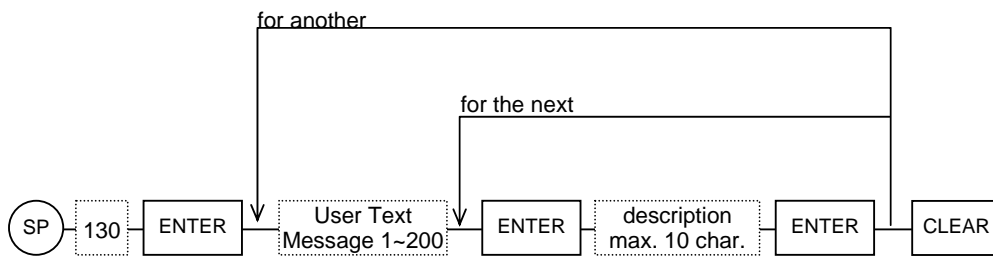 for another
for the next
SP
130
ENTER
User Text
Message 1~200
ENTER
description
max. 10 char.
ENTER
CLEAR